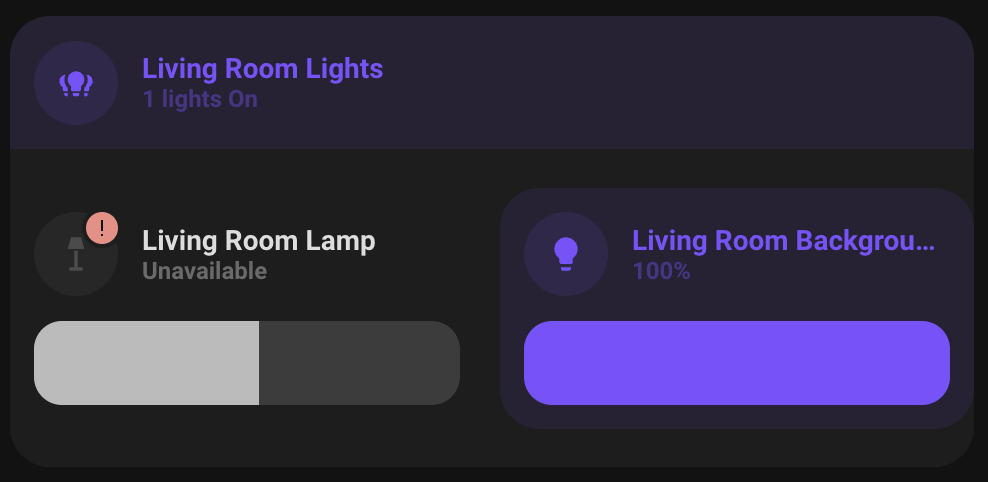 Living Room Lights
1 lights On
!
Living Room Lamp
Unavailable
Living Room Backgrou...
100%